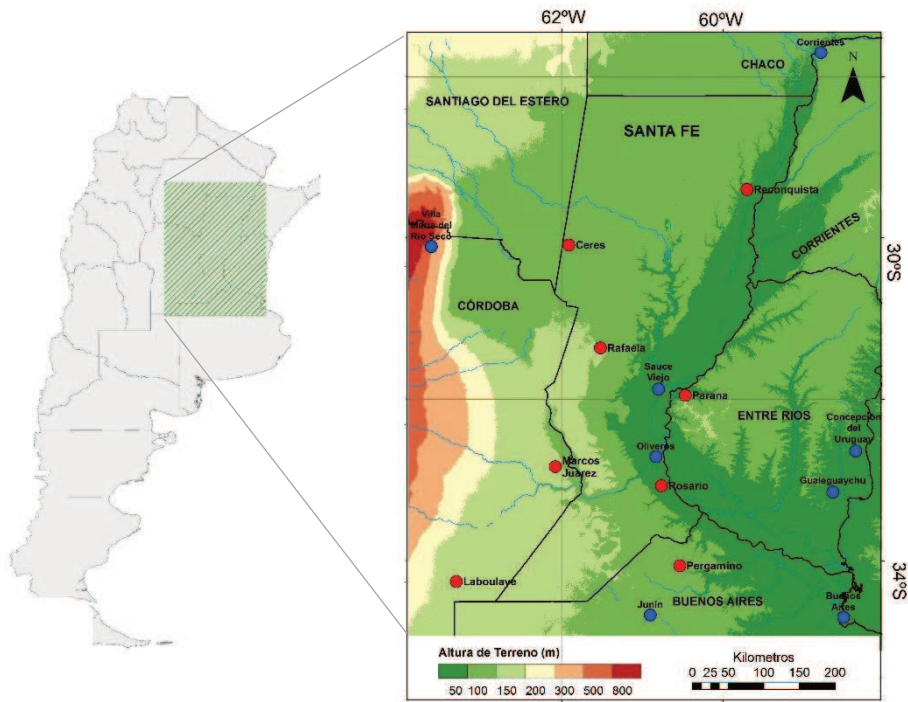 62ºW
60ºW
Corrientes
CHACO
N
SANTIAGO DEL ESTERO
SANTA FE
Reconquista
Villa
Maria del
Rio Seco
CORRIENTES
Ceres
30ºS
CÓRDOBA
Rafaela
Sauce
Viejo
Parana
ENTRE RIOS
Concepcion
del
Uruguay
Oliveros
Marcos
Juarez
Rosario
Gualeguaychu
34ºS
Pergamino
Laboulaye
BUENOS AIRES
Junín
Buenos
Aires
Altura de Terreno (m)
50 100 150 200 300 500 800
Kilometros
0 25 50 100 150 200